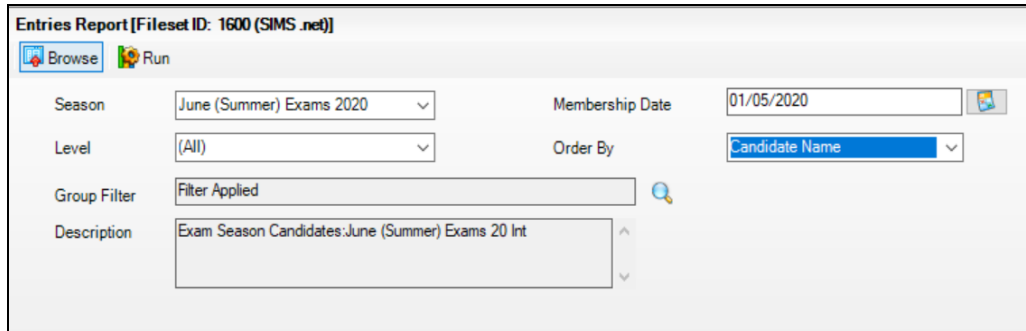 Entries Report [Fileset ID: 1600 (SIMS .net)]
Browse Run
Season June (Summer) Exams 2020 Membership Date 01/05/2020
Level (All) Order By Candidate Name
Group Filter Filter Applied
Description Exam Season Candidates:June (Summer) Exams 20 Int